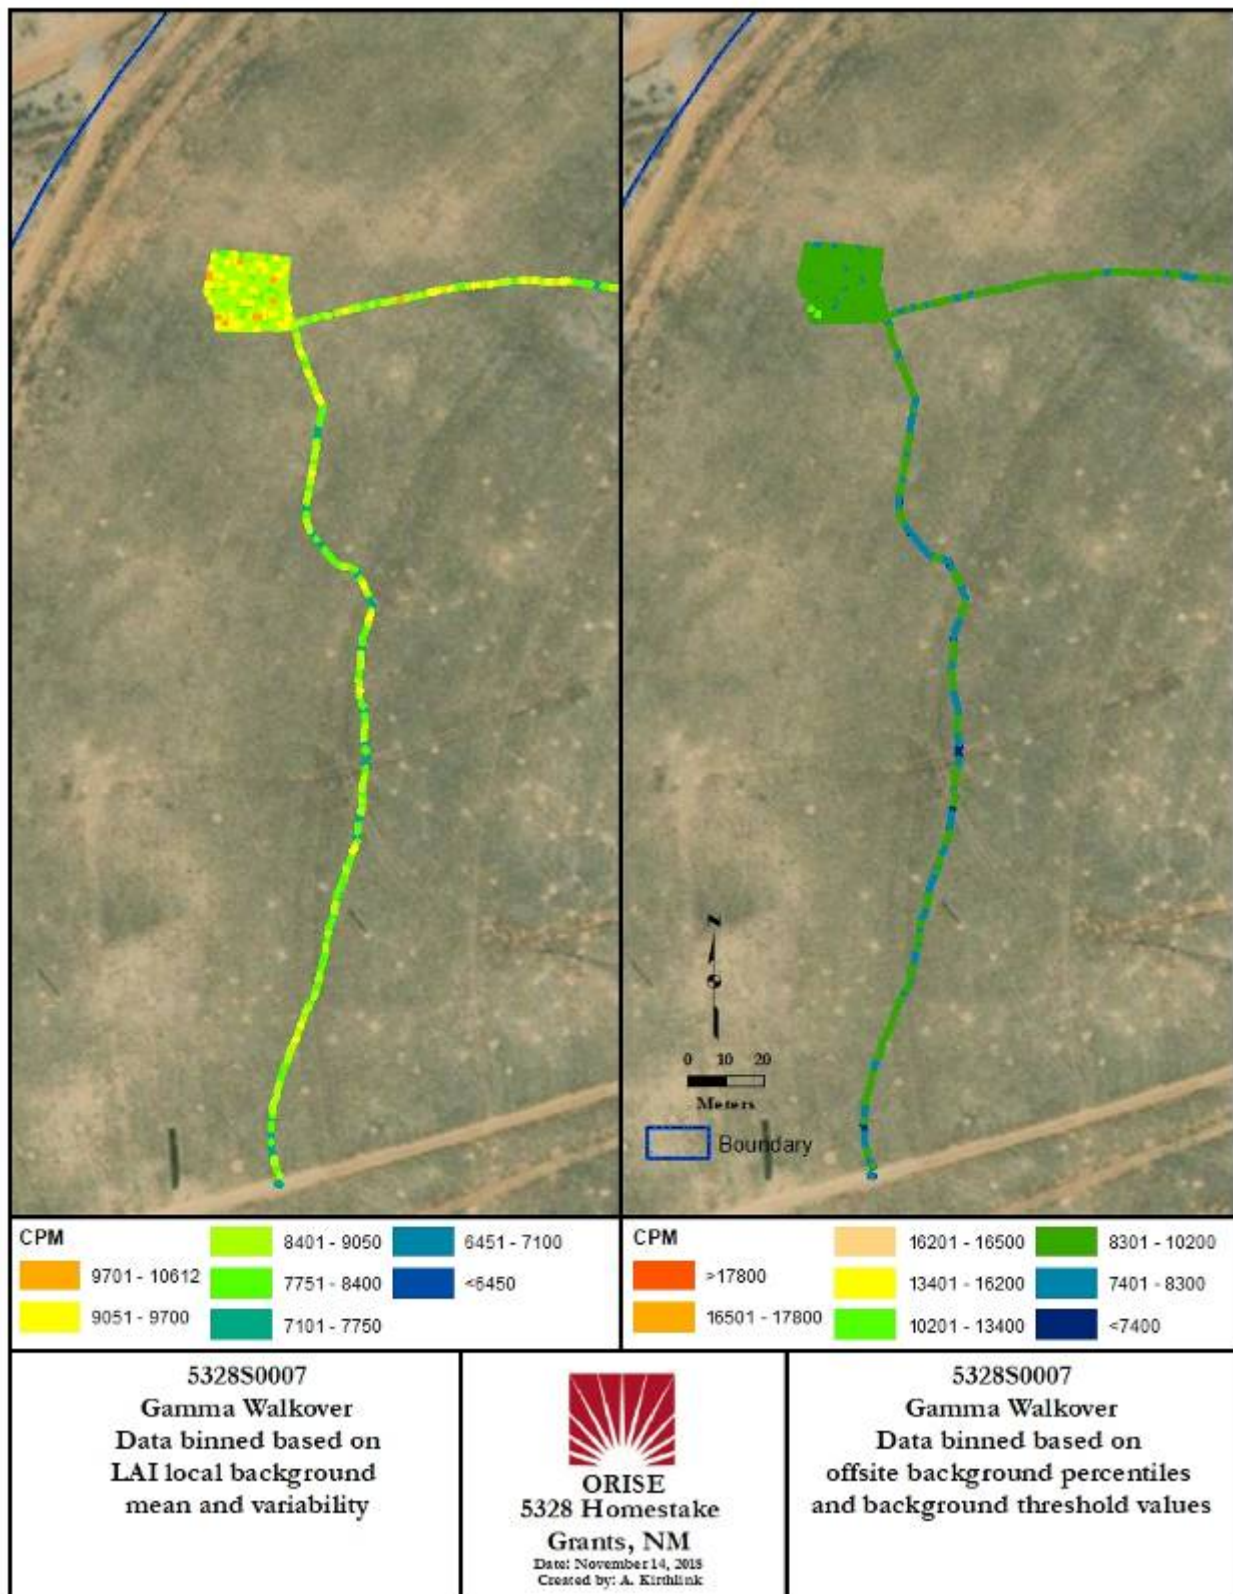 N
0 10 20
Meters
Boundary
CPM
9701 - 10612
9051 - 9700
8401 - 9050
7751 - 8400
7101 - 7750
6451 - 7100
<6450
CPM
>17800
16501 - 17800
16201 - 16500
13401 - 16200
10201 - 13400
8301 - 10200
7401 - 8300
<7400
5328S0007
Gamma Walkover
Data binned based on
LAI local background
mean and variability
ORISE
5328 Homestake
Grants, NM
Date: November 14, 2018
Created by: A. Kirthlink
5328S0007
Gamma Walkover
Data binned based on
offsite background percentiles
and background threshold values